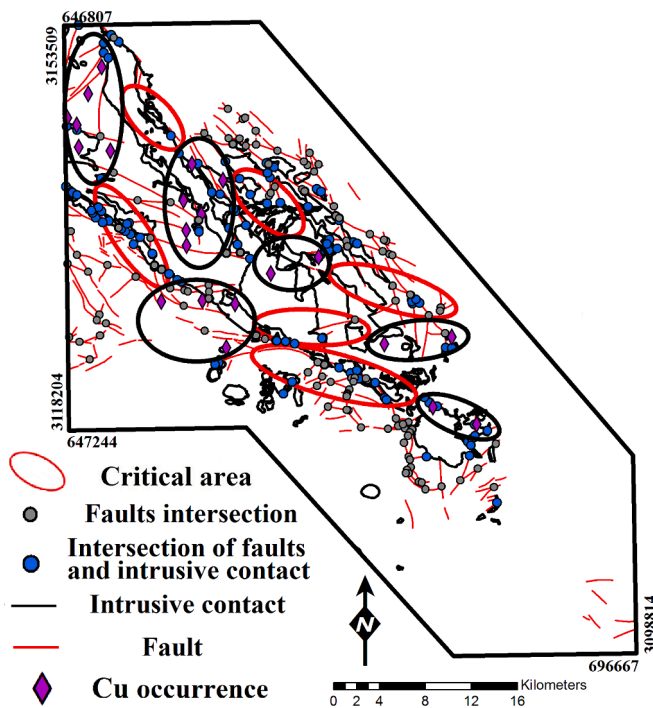 646807
3153509
3118204
647244
Critical area
Faults intersection
Intersection of faults
and intrusive contact
Intrusive contact
Fault
Cu occurrence
N
3098814
696667
Kilometers
0 2 4 8 12 16